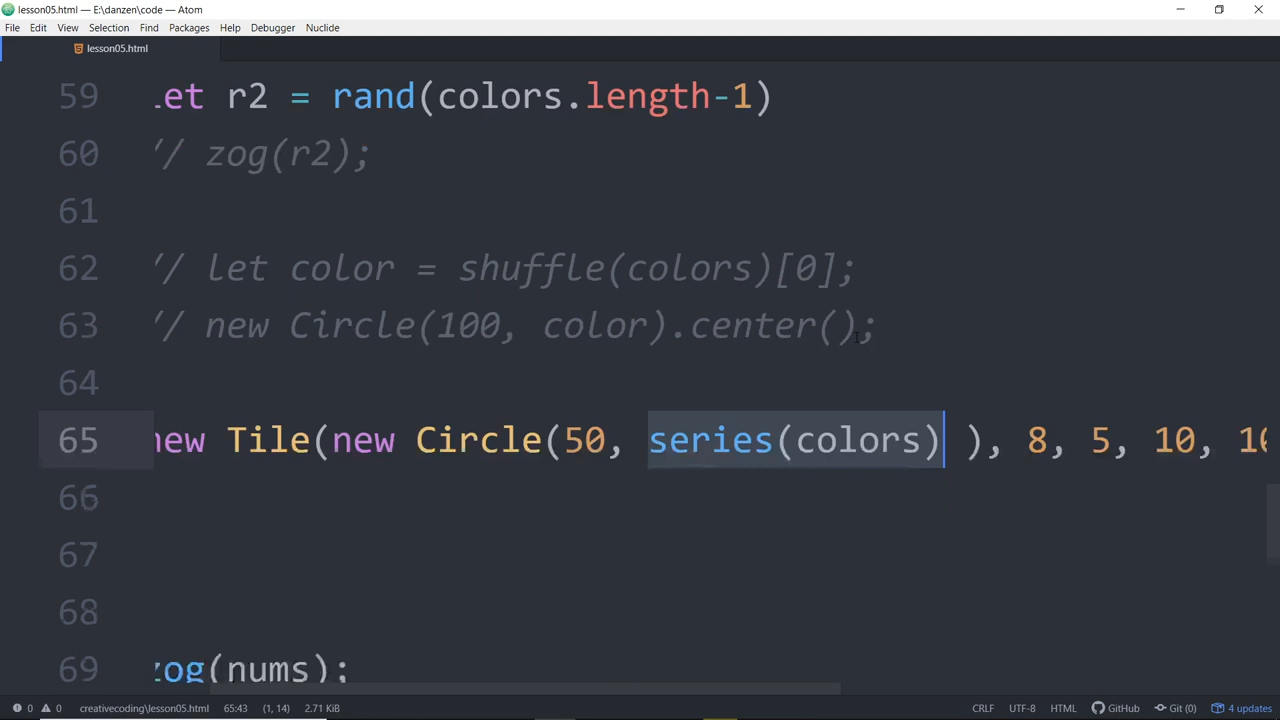 lesson05.html — E:\danzen\code — Atom
File Edit View Selection Find Packages Help Debugger Nuclide
lesson05.html
59 let r2 = rand(colors.length-1)
60 // zog(r2);
61
62 // let color = shuffle(colors)[0];
63 // new Circle(100, color).center();
64
65 new Tile(new Circle(50, series(colors) ), 8, 5, 10, 10
66
67
68
69 zog(nums);
0 0 creativecoding\lesson05.html 65:43 (1, 14) 2.71 KiB CRLF UTF-8 HTML GitHub Git (0) 4 updates